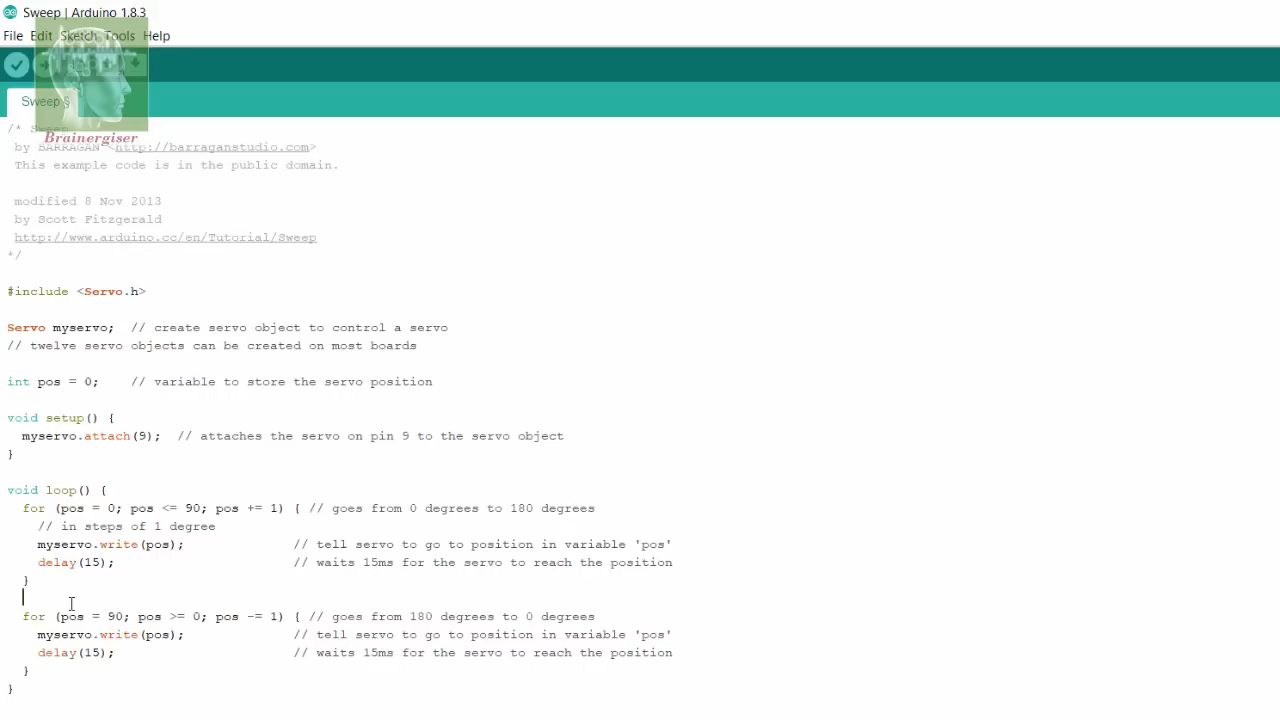 Sweep | Arduino 1.8.3
File Edit Sketch Tools Help
Sweep §
/* Sweep
Brainergiser
by BARRAGAN <http://barraganstudio.com>
This example code is in the public domain.
modified 8 Nov 2013
by Scott Fitzgerald
http://www.arduino.cc/en/Tutorial/Sweep
*/
#include <Servo.h>
Servo myservo;  // create servo object to control a servo
// twelve servo objects can be created on most boards
int pos = 0;    // variable to store the servo position
void setup() {
  myservo.attach(9);  // attaches the servo on pin 9 to the servo object
}
void loop() {
  for (pos = 0; pos <= 90; pos += 1) { // goes from 0 degrees to 180 degrees
    // in steps of 1 degree
    myservo.write(pos);              // tell servo to go to position in variable 'pos'
    delay(15);                       // waits 15ms for the servo to reach the position
  }
  for (pos = 90; pos >= 0; pos -= 1) { // goes from 180 degrees to 0 degrees
    myservo.write(pos);              // tell servo to go to position in variable 'pos'
    delay(15);                       // waits 15ms for the servo to reach the position
  }
}